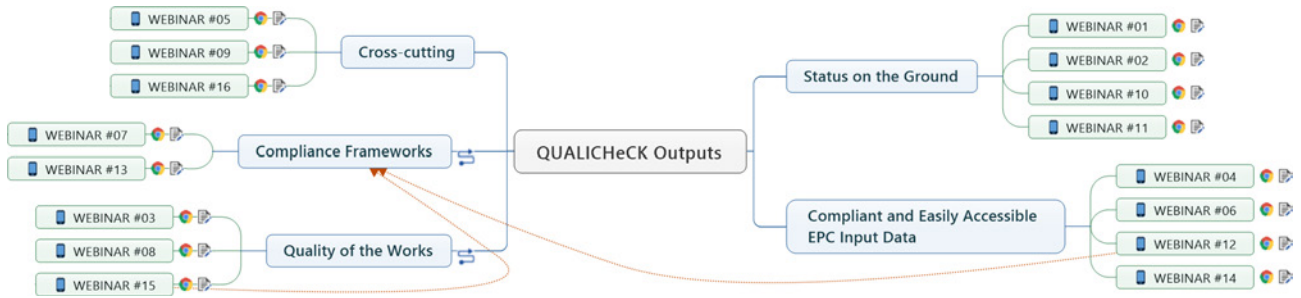 WEBINAR #05
WEBINAR #09
WEBINAR #16
Cross-cutting
WEBINAR #07
WEBINAR #13
Compliance Frameworks
WEBINAR #03
WEBINAR #08
WEBINAR #15
Quality of the Works
QUALICHeCK Outputs
Status on the Ground
WEBINAR #01
WEBINAR #02
WEBINAR #10
WEBINAR #11
Compliant and Easily Accessible
EPC Input Data
WEBINAR #04
WEBINAR #06
WEBINAR #12
WEBINAR #14